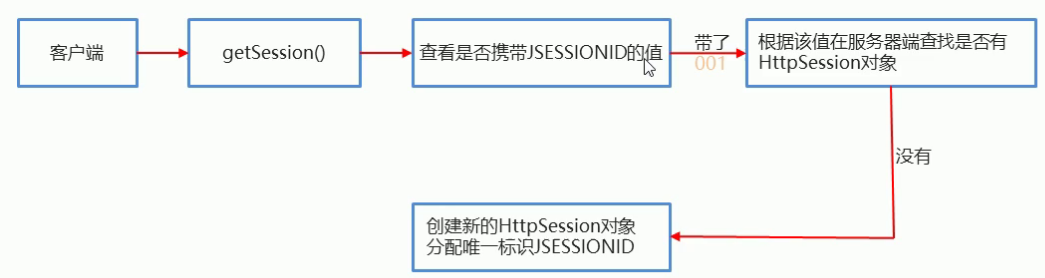 客户端
getSession()
查看是否携带JSESSIONID的值
带了
001
根据该值在服务器端查找是否有
HttpSession对象
没有
创建新的HttpSession对象
分配唯一标识JSESSIONID